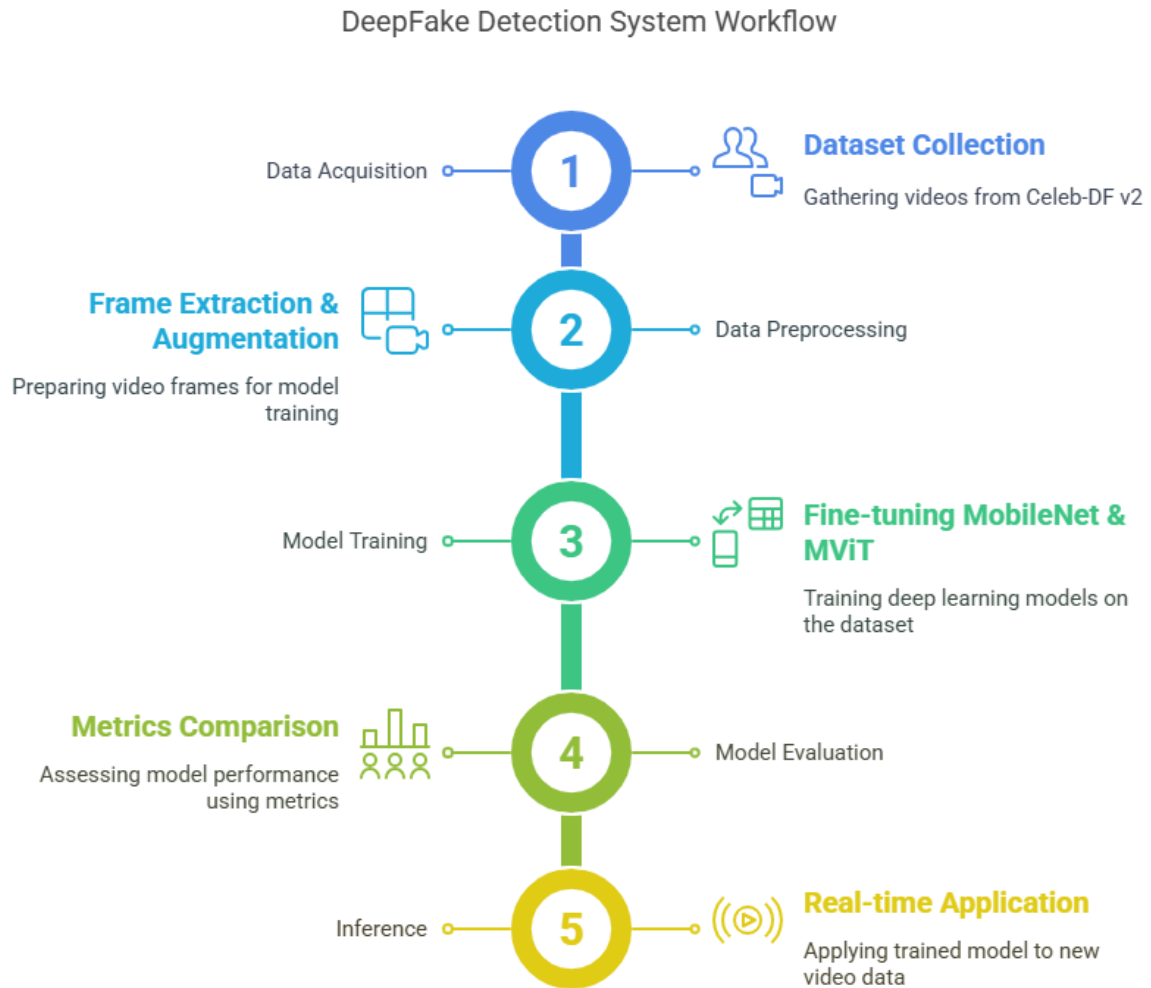 DeepFake Detection System Workflow
Data Acquisition
1
Dataset Collection
Gathering videos from Celeb-DF v2
Frame Extraction &
Augmentation
Preparing video frames for model
training
2
Data Preprocessing
Model Training
3
Fine-tuning MobileNet &
MViT
Training deep learning models on
the dataset
Metrics Comparison
Assessing model performance
using metrics
4
Model Evaluation
Inference
5
Real-time Application
Applying trained model to new
video data